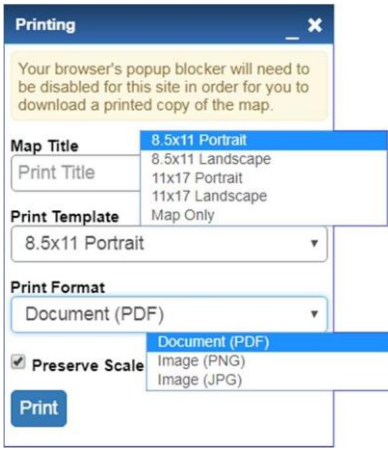 Printing
Your browser's popup blocker will need to
be disabled for this site in order for you to
download a printed copy of the map.
Map Title
Print Title
8.5x11 Portrait
8.5x11 Landscape
11x17 Portrait
11x17 Landscape
Map Only
Print Template
8.5x11 Portrait
Print Format
Document (PDF)
Document (PDF)
Image (PNG)
Image (JPG)
Preserve Scale
Print